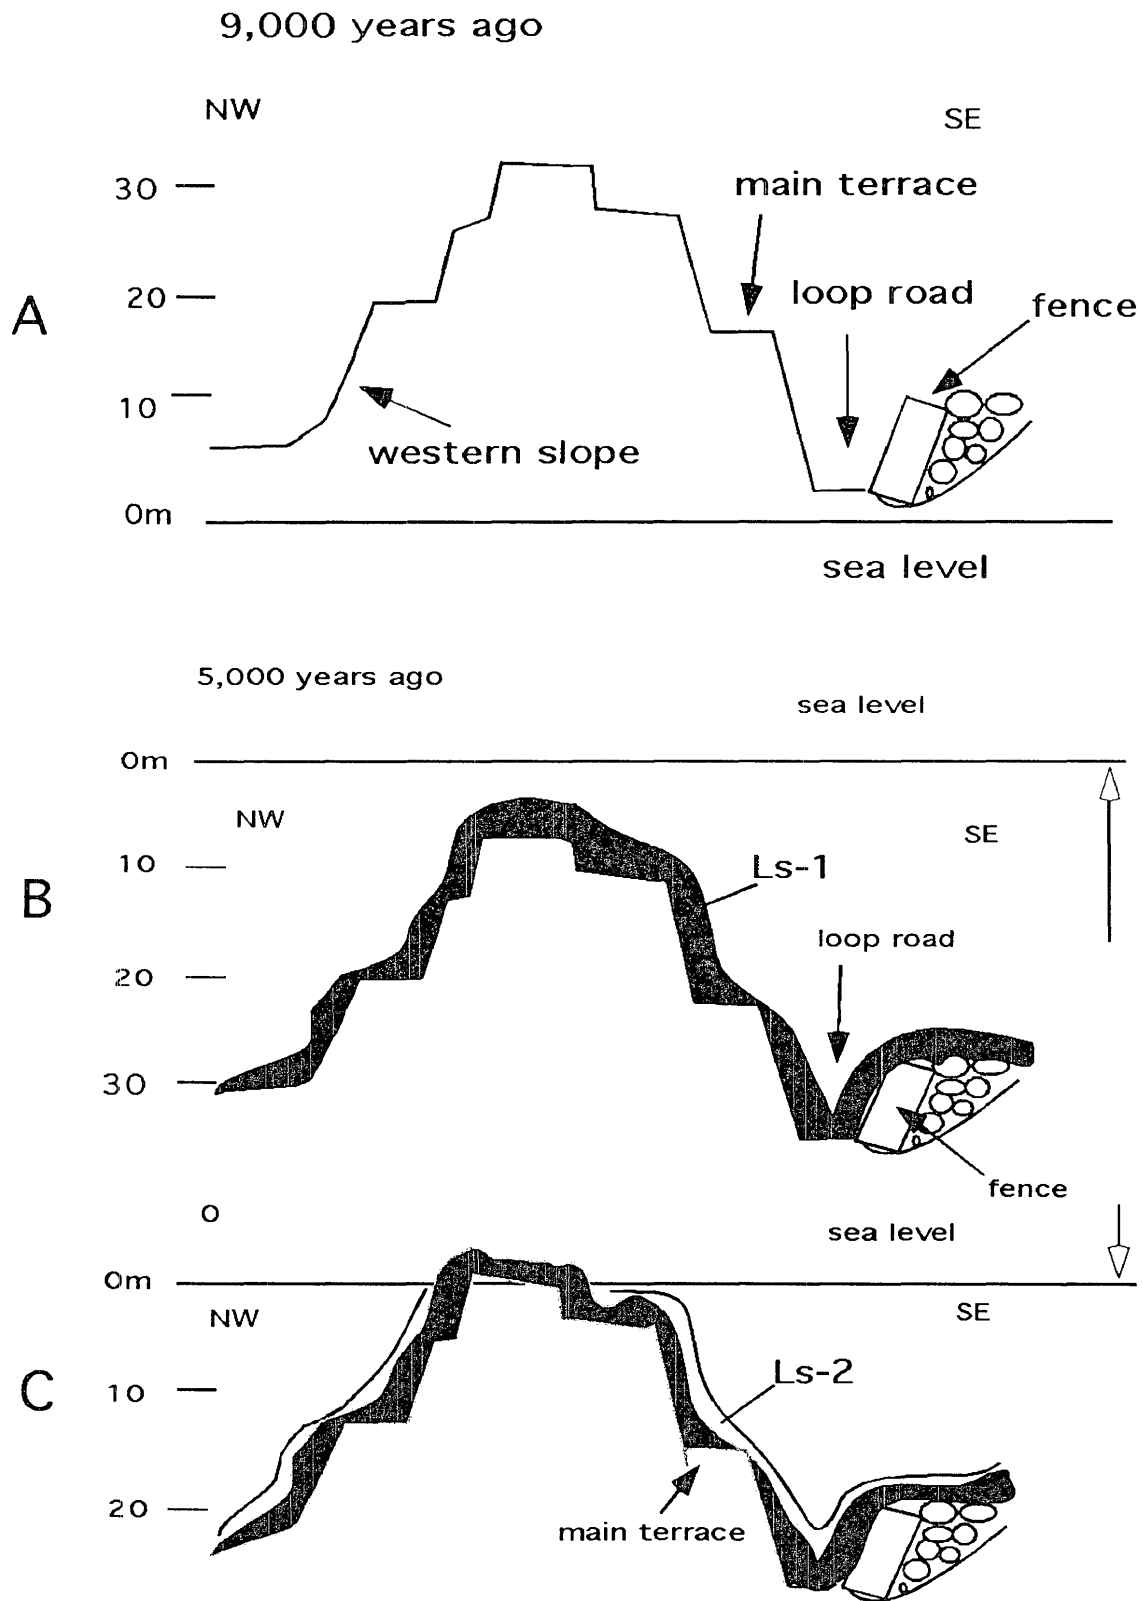 9,000 years ago
NW
SE
30
main terrace
20
loop road
fence
A
10
western slope
0m
sea level
5,000 years ago
sea level
0m
NW
SE
10
Ls-1
B
loop road
20
30
fence
0
sea level
0m
NW
SE
Ls-2
C
10
20
main terrace